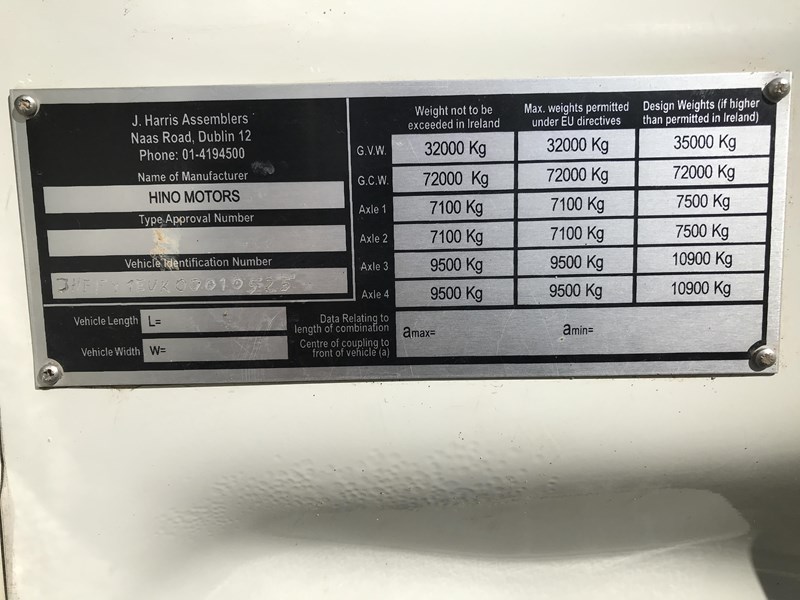 J. Harris Assemblers
Naas Road, Dublin 12
Phone: 01-4194500
Name of Manufacturer
HINO MOTORS
Type Approval Number
Vehicle Identification Number
Vehicle Length L=
Vehicle Width W=
Weight not to be exceeded in Ireland
Max. weights permitted under EU directives
Design Weights (if higher than permitted in Ireland)
G.V.W. 32000 Kg 32000 Kg 35000 Kg
G.C.W. 72000 Kg 72000 Kg 72000 Kg
Axle 1 7100 Kg 7100 Kg 7500 Kg
Axle 2 7100 Kg 7100 Kg 7500 Kg
Axle 3 9500 Kg 9500 Kg 10900 Kg
Axle 4 9500 Kg 9500 Kg 10900 Kg
Data Relating to
length of combination
Centre of coupling to
front of vehicle (a)
amax= amin=